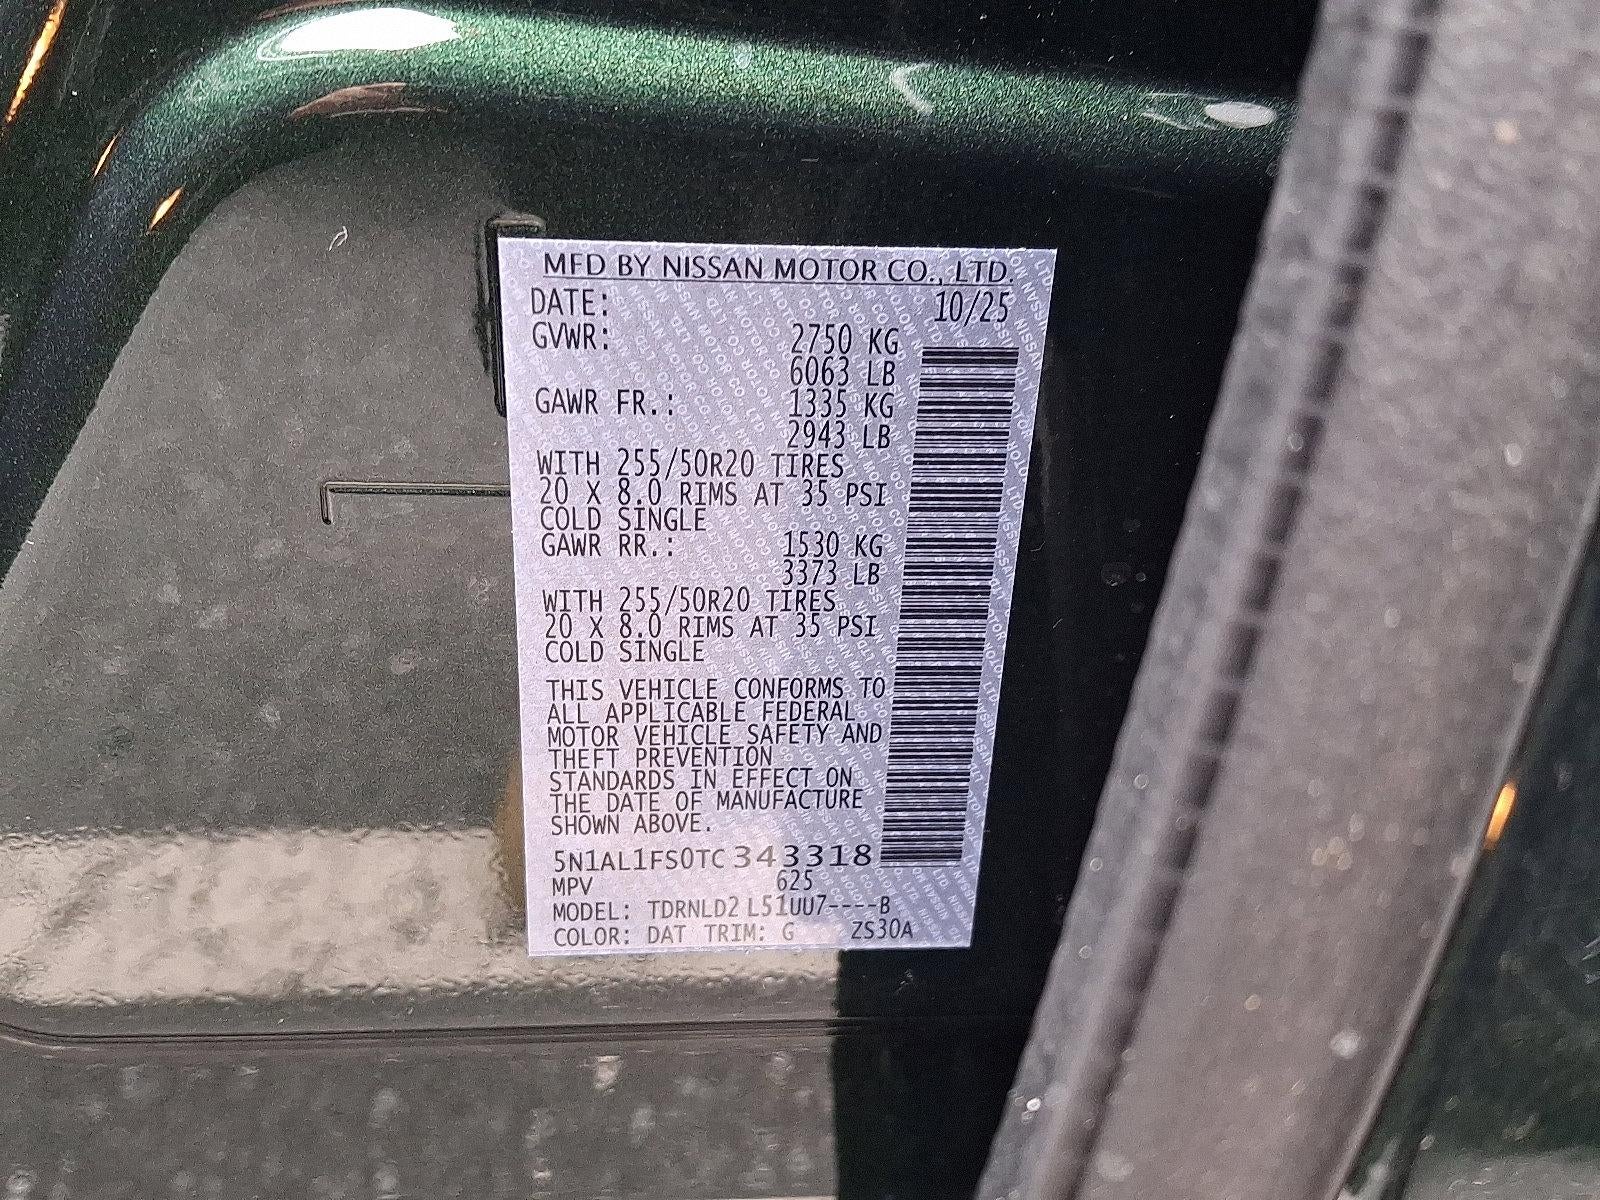 MFD BY NISSAN MOTOR CO., LTD.
DATE: 10/25
GVWR: 2750 KG
6063 LB
GAWR FR.: 1335 KG
2943 LB
WITH 255/50R20 TIRES
20 X 8.0 RIMS AT 35 PSI
COLD SINGLE
GAWR RR.: 1530 KG
3373 LB
WITH 255/50R20 TIRES
20 X 8.0 RIMS AT 35 PSI
COLD SINGLE
THIS VEHICLE CONFORMS TO
ALL APPLICABLE FEDERAL
MOTOR VEHICLE SAFETY AND
THEFT PREVENTION
STANDARDS IN EFFECT ON
THE DATE OF MANUFACTURE
SHOWN ABOVE.
5N1AL1FS0TC343318
MPV 625
MODEL: TDRNLD2 L51UU7----B
COLOR: DAT TRIM: G ZS30A